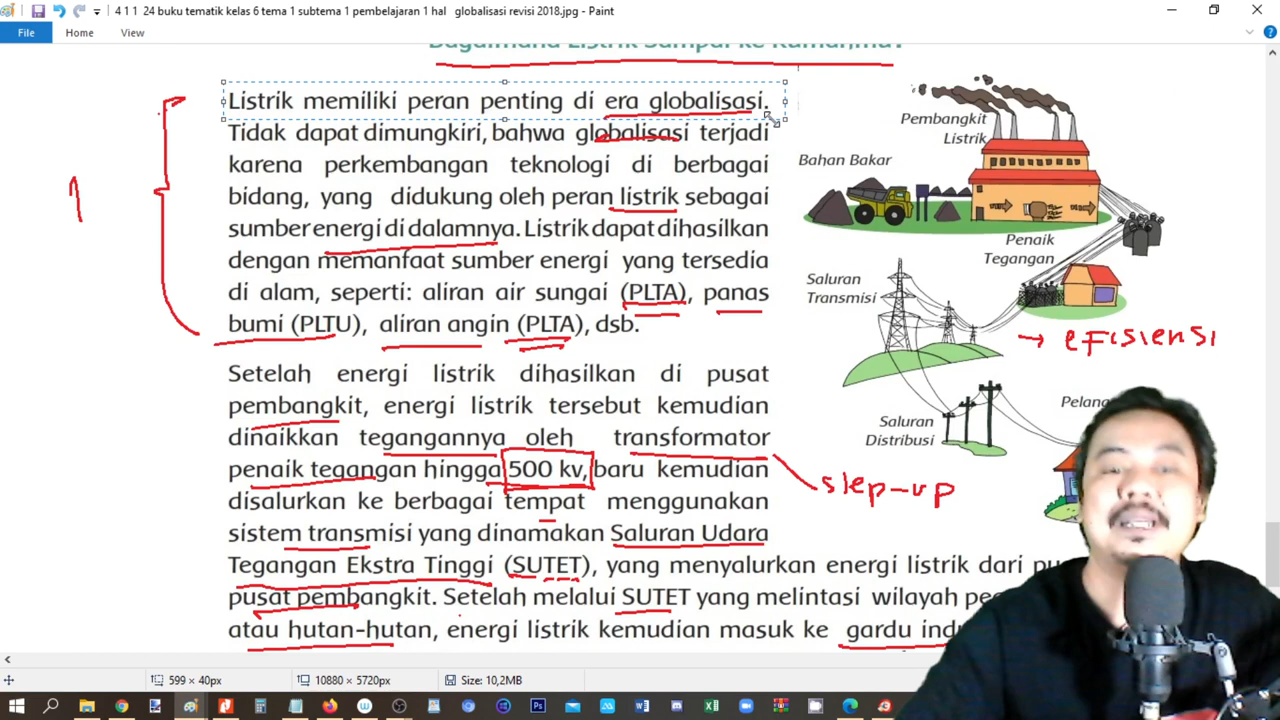 4 1 1 24 buku tematik kelas 6 tema 1 subtema 1 pembelajaran 1 hal globalisasi revisi 2018.jpg - Paint
File Home View
Bagaimana Listrik Sampai ke Rumahmu?
1
Listrik memiliki peran penting di era globalisasi.
Tidak dapat dimungkiri, bahwa globalisasi terjadi
karena perkembangan teknologi di berbagai
bidang, yang didukung oleh peran listrik sebagai
sumber energi di dalamnya. Listrik dapat dihasilkan
dengan memanfaat sumber energi yang tersedia
di alam, seperti: aliran air sungai (PLTA), panas
bumi (PLTU), aliran angin (PLTA), dsb.
Setelah energi listrik dihasilkan di pusat
pembangkit, energi listrik tersebut kemudian
dinaikkan tegangannya oleh transformator
penaik tegangan hingga 500 kv, baru kemudian
disalurkan ke berbagai tempat menggunakan
sistem transmisi yang dinamakan Saluran Udara
Tegangan Ekstra Tinggi (SUTET), yang menyalurkan energi listrik dari
pusat pembangkit. Setelah melalui SUTET yang melintasi wilayah
atau hutan-hutan, energi listrik kemudian masuk ke gardu
Pembangkit
Listrik
Bahan Bakar
Penaik
Tegangan
Saluran
Transmisi
→ efisiensi
Saluran
Distribusi
step-up
599 × 40px 10880 × 5720px Size: 10,2MB